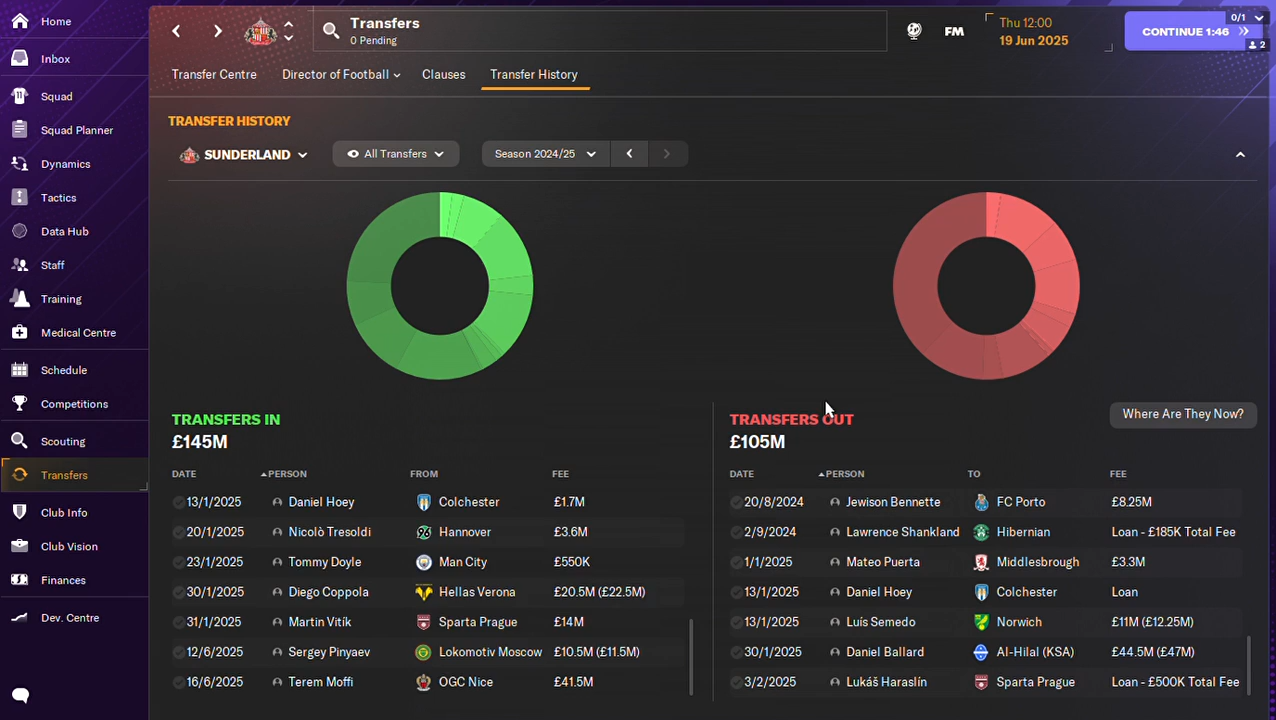 Home
Inbox
Squad
Squad Planner
Dynamics
Tactics
Data Hub
Staff
Training
Medical Centre
Schedule
Competitions
Scouting
Transfers
Club Info
Club Vision
Finances
Dev. Centre
Transfers
0 Pending
FM
Thu 12:00
19 Jun 2025
CONTINUE 1:46
0/1
2
Transfer Centre Director of Football Clauses Transfer History
TRANSFER HISTORY
SUNDERLAND All Transfers Season 2024/25
TRANSFERS IN
£145M
DATE PERSON FROM FEE
13/1/2025 Daniel Hoey Colchester £1.7M
20/1/2025 Nicolò Tresoldi Hannover £3.6M
23/1/2025 Tommy Doyle Man City £550K
30/1/2025 Diego Coppola Hellas Verona £20.5M (£22.5M)
31/1/2025 Martin Vitík Sparta Prague £14M
12/6/2025 Sergey Pinyaev Lokomotiv Moscow £10.5M (£11.5M)
16/6/2025 Terem Moffi OGC Nice £41.5M
TRANSFERS OUT
£105M
Where Are They Now?
DATE PERSON TO FEE
20/8/2024 Jewison Bennette FC Porto £8.25M
2/9/2024 Lawrence Shankland Hibernian Loan - £185K Total Fee
1/1/2025 Mateo Puerta Middlesbrough £3.3M
13/1/2025 Daniel Hoey Colchester Loan
13/1/2025 Luís Semedo Norwich £11M (£12.25M)
30/1/2025 Daniel Ballard Al-Hilal (KSA) £44.5M (£47M)
3/2/2025 Lukáš Haraslín Sparta Prague Loan - £500K Total Fee